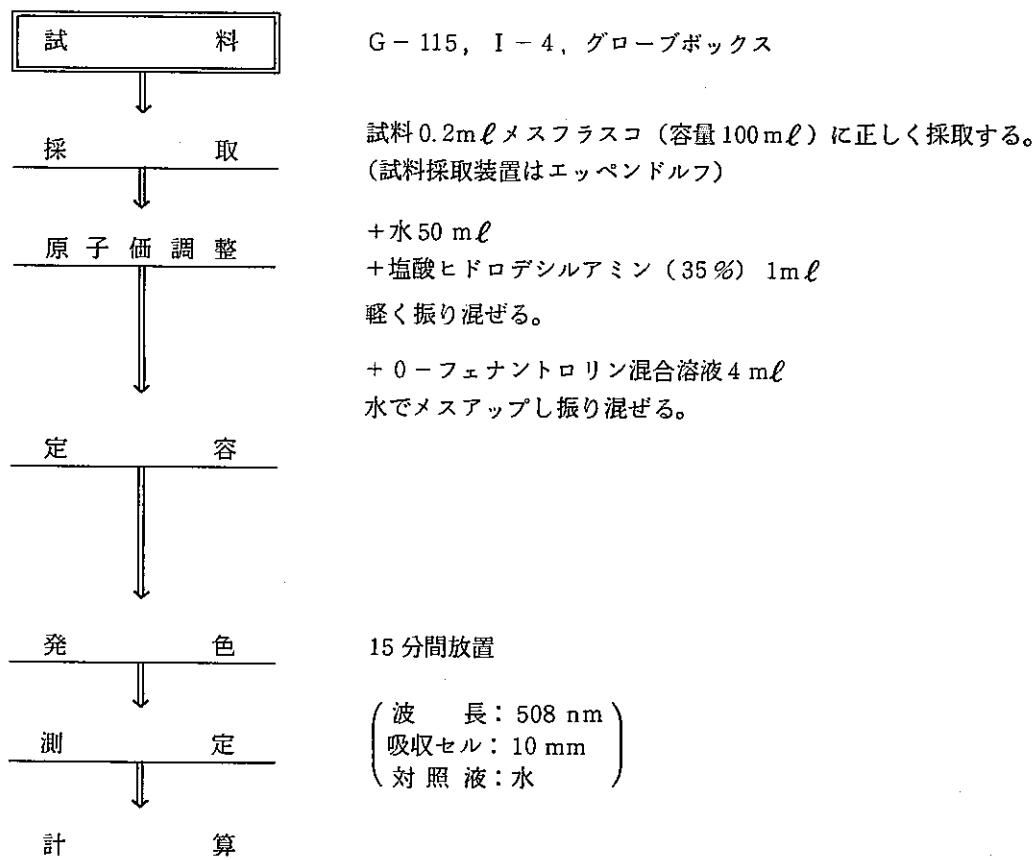 試料
G-115, I-4, グローブボックス
採取
試料0.2mℓメスフラスコ(容量100mℓ)に正しく採取する。
(試料採取装置はエッペンドルフ)
原子価調整
+水50 mℓ
+塩酸ヒドロデシルアミン(35%) 1mℓ
軽く振り混ぜる。
+0-フェナントロリン混合溶液4 mℓ
水でメスアップし振り混ぜる。
定容
発色
15分間放置
測定
波長:508 nm
吸収セル:10 mm
対照液:水
計算